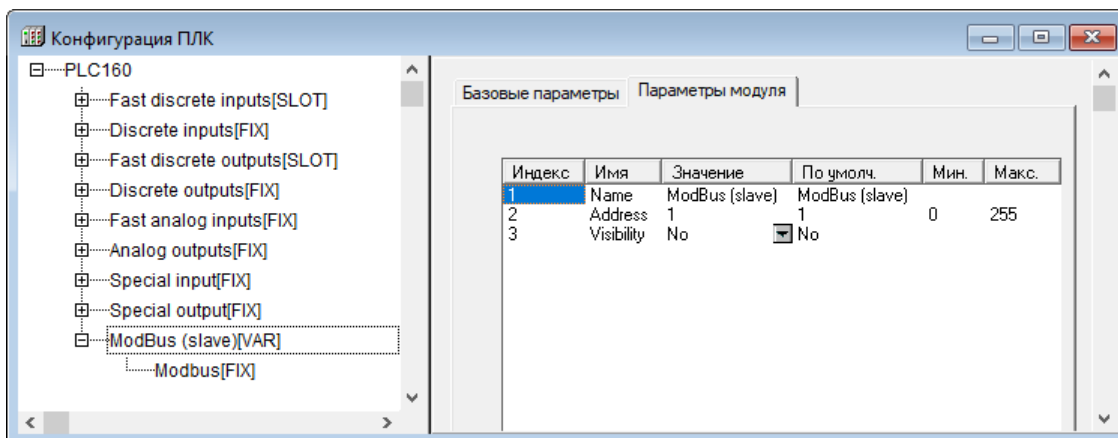 Конфигурация ПЛК
PLC160
Fast discrete inputs[SLOT]
Discrete inputs[FIX]
Fast discrete outputs[SLOT]
Discrete outputs[FIX]
Fast analog inputs[FIX]
Analog outputs[FIX]
Special input[FIX]
Special output[FIX]
ModBus (slave)[VAR]
Modbus[FIX]
Базовые параметры Параметры модуля
Индекс Имя Значение По умолч. Мин. Макс.
1 Name ModBus (slave) ModBus (slave)
2 Address 1 1 0 255
3 Visibility No No